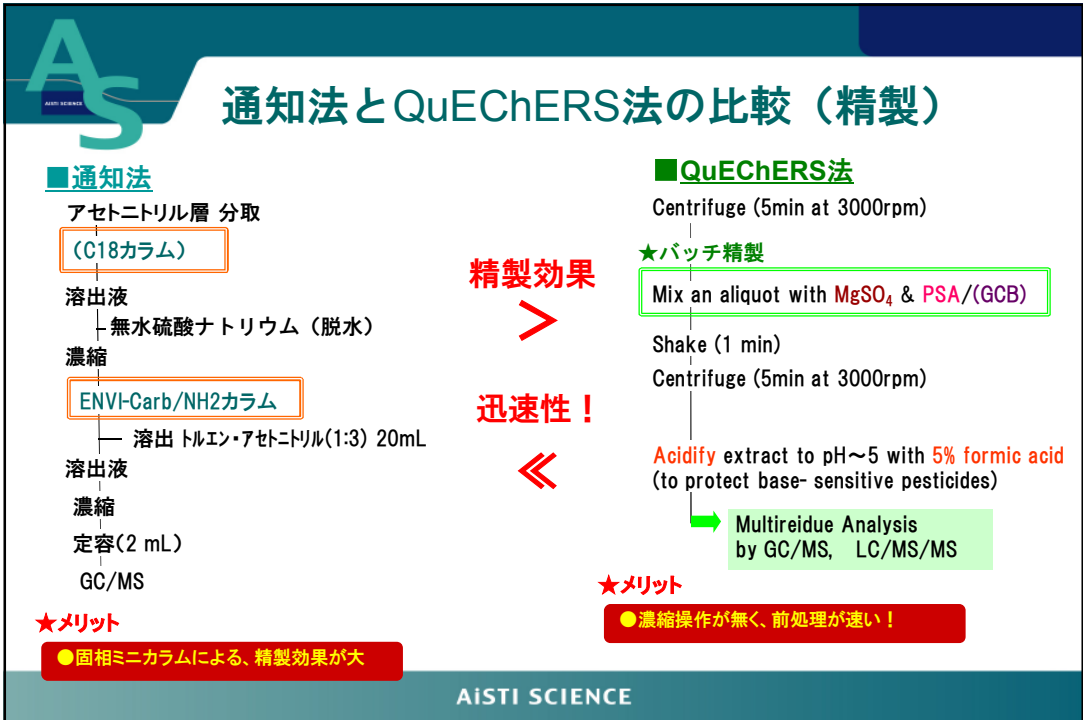 AS
AiSTI SCIENCE
通知法とQuEChERS法の比較（精製）
■通知法
アセトニトリル層 分取
（C18カラム）
溶出液
無水硫酸ナトリウム（脱水）
濃縮
ENVI-Carb/NH2カラム
溶出 トルエン・アセトニトリル(1:3) 20mL
溶出液
濃縮
定容(2 mL)
GC/MS
★メリット
●固相ミニカラムによる、精製効果が大
精製効果
＞
迅速性！
≪
■QuEChERS法
Centrifuge (5min at 3000rpm)
★バッチ精製
Mix an aliquot with MgSO₄ & PSA/(GCB)
Shake (1 min)
Centrifuge (5min at 3000rpm)
Acidify extract to pH～5 with 5% formic acid
(to protect base- sensitive pesticides)
Multireidue Analysis
by GC/MS, LC/MS/MS
★メリット
●濃縮操作が無く、前処理が速い！
AiSTI SCIENCE